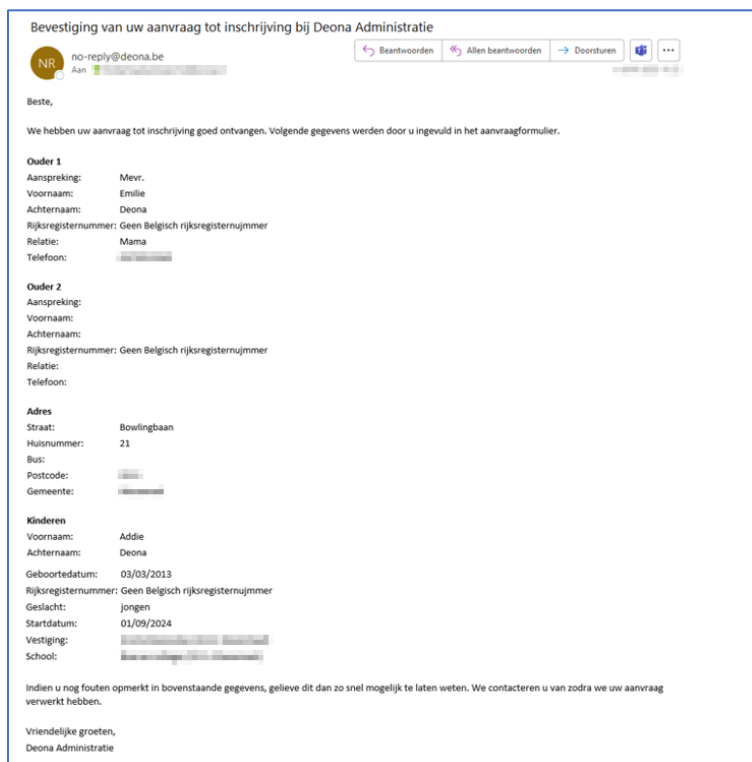 Bevestiging van uw aanvraag tot inschrijving bij Deona Administratie
NR
no-reply@deona.be
Aan
Beantwoorden
Allen beantwoorden
Doorsturen
Beste,
We hebben uw aanvraag tot inschrijving goed ontvangen. Volgende gegevens werden door u ingevuld in het aanvraagformulier.
Ouder 1
Aanspreking: Mevr.
Voornaam: Emilie
Achternaam: Deona
Rijksregisternummer: Geen Belgisch rijksregisternujmmer
Relatie: Mama
Telefoon:
Ouder 2
Aanspreking:
Voornaam:
Achternaam:
Rijksregisternummer: Geen Belgisch rijksregisternujmmer
Relatie:
Telefoon:
Adres
Straat: Bowlingbaan
Huisnummer: 21
Bus:
Postcode:
Gemeente:
Kinderen
Voornaam: Addie
Achternaam: Deona
Geboortedatum: 03/03/2013
Rijksregisternummer: Geen Belgisch rijksregisternujmmer
Geslacht: jongen
Startdatum: 01/09/2024
Vestiging:
School:
Indien u nog fouten opmerkt in bovenstaande gegevens, gelieve dit dan zo snel mogelijk te laten weten. We contacteren u van zodra we uw aanvraag
verwerkt hebben.
Vriendelijke groeten,
Deona Administratie